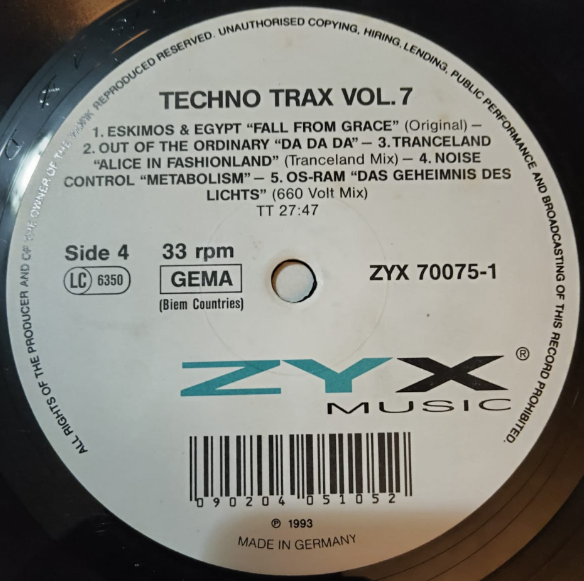 ALL RIGHTS OF THE PRODUCER AND OF THE OWNER OF THE WORK REPRODUCED RESERVED. UNAUTHORISED COPYING, HIRING, LENDING, PUBLIC PERFORMANCE AND BROADCASTING OF THIS RECORD PROHIBITED.
TECHNO TRAX VOL. 7
1. ESKIMOS & EGYPT “FALL FROM GRACE” (Original) –
2. OUT OF THE ORDINARY “DA DA DA” – 3. TRANCELAND
“ALICE IN FASHIONLAND” (Tranceland Mix) – 4. NOISE
CONTROL “METABOLISM” – 5. OS-RAM “DAS GEHEIMNIS DES
LICHTS” (660 Volt Mix)
TT 27:47
Side 4 33 rpm
LC 6350 GEMA ZYX 70075-1
(Biem Countries)
ZYX ®
MUSIC
090204 051052
℗ 1993
MADE IN GERMANY